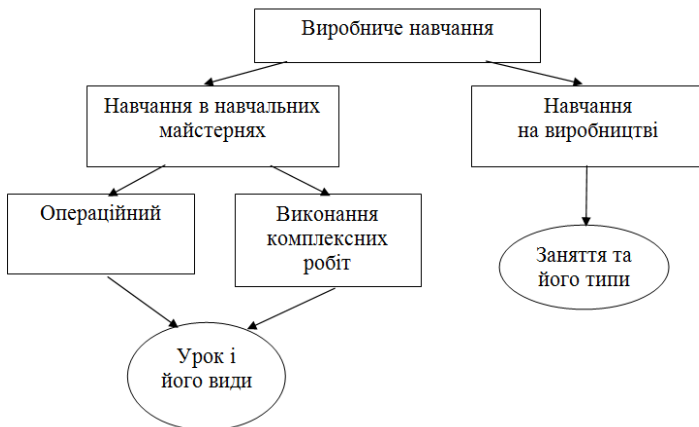 Виробниче навчання
Навчання в навчальних
майстернях
Навчання
на виробництві
Операційний
Виконання
комплексних
робіт
Заняття та
його типи
Урок і
його види